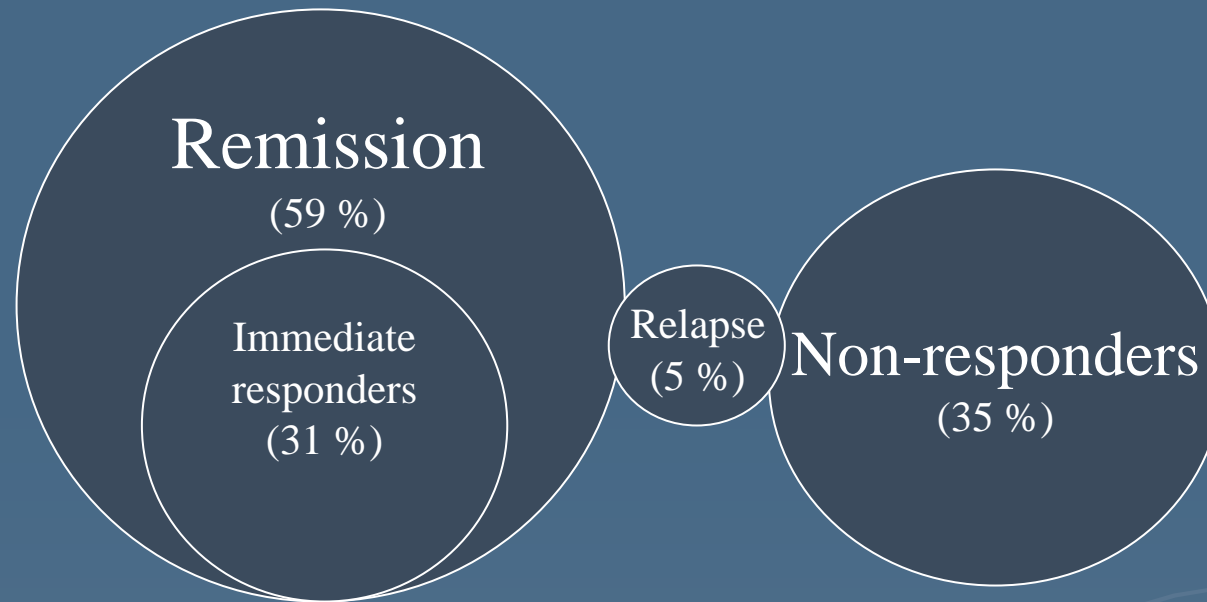 Remission
(59 %)
Immediate
responders
(31 %)
Relapse
(5 %)
Non-responders
(35 %)